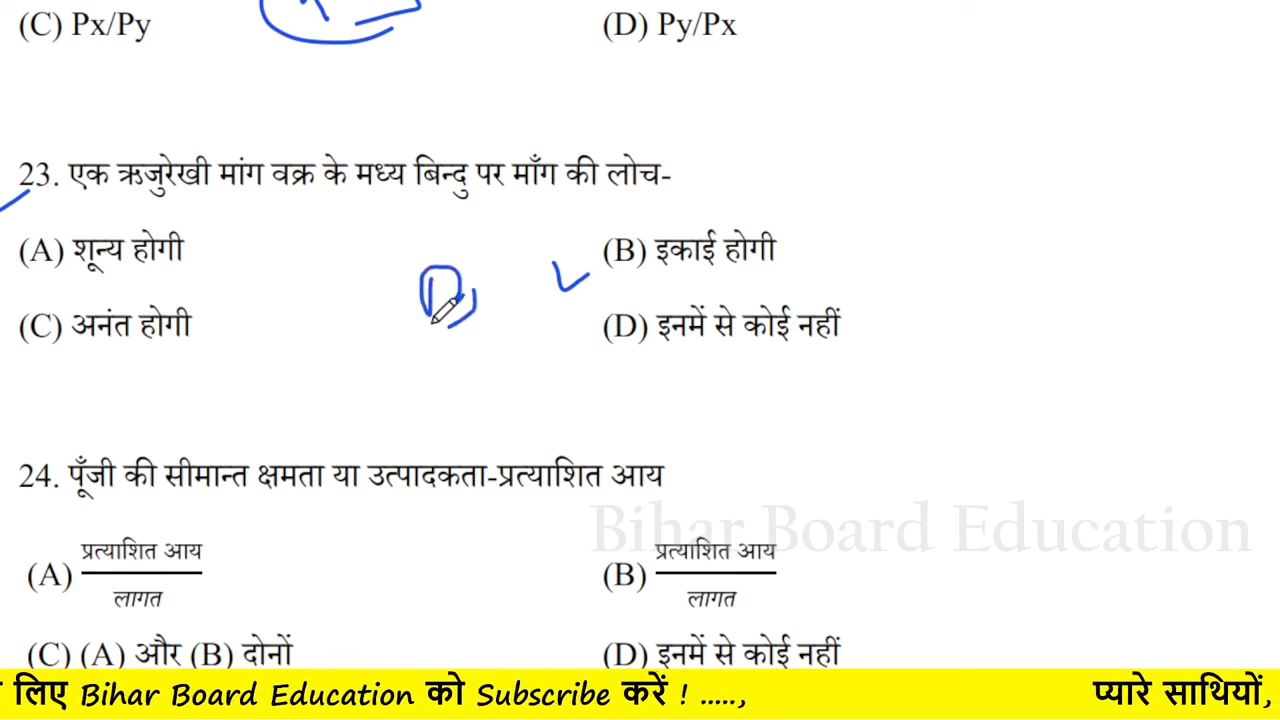 (C) Px/Py (D) Py/Px
23. एक ऋजुरेखी मांग वक्र के मध्य बिन्दु पर माँग की लोच-
(A) शून्य होगी (B) इकाई होगी
(C) अनंत होगी (D) इनमें से कोई नहीं
24. पूँजी की सीमान्त क्षमता या उत्पादकता-प्रत्याशित आय
Bihar Board Education
(A) प्रत्याशित आय / लागत (B) प्रत्याशित आय / लागत
(C) (A) और (B) दोनों (D) इनमें से कोई नहीं
लिए Bihar Board Education को Subscribe करें ! ....., प्यारे साथियों,